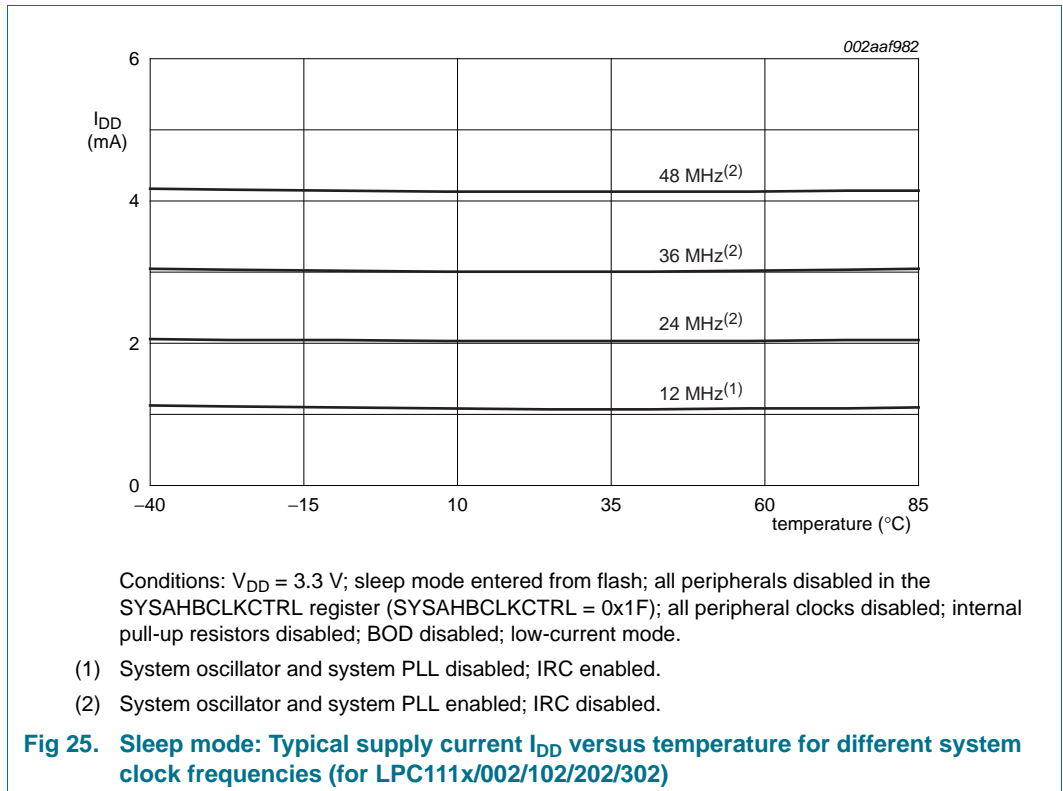 002aaf982
6
IDD
(mA)
48 MHz(2)
4
36 MHz(2)
24 MHz(2)
2
12 MHz(1)
0
−40 −15 10 35 60 85
temperature (°C)
Conditions: VDD = 3.3 V; sleep mode entered from flash; all peripherals disabled in the
SYSAHBCLKCTRL register (SYSAHBCLKCTRL = 0x1F); all peripheral clocks disabled; internal
pull-up resistors disabled; BOD disabled; low-current mode.
(1) System oscillator and system PLL disabled; IRC enabled.
(2) System oscillator and system PLL enabled; IRC disabled.
Fig 25. Sleep mode: Typical supply current IDD versus temperature for different system
clock frequencies (for LPC111x/002/102/202/302)